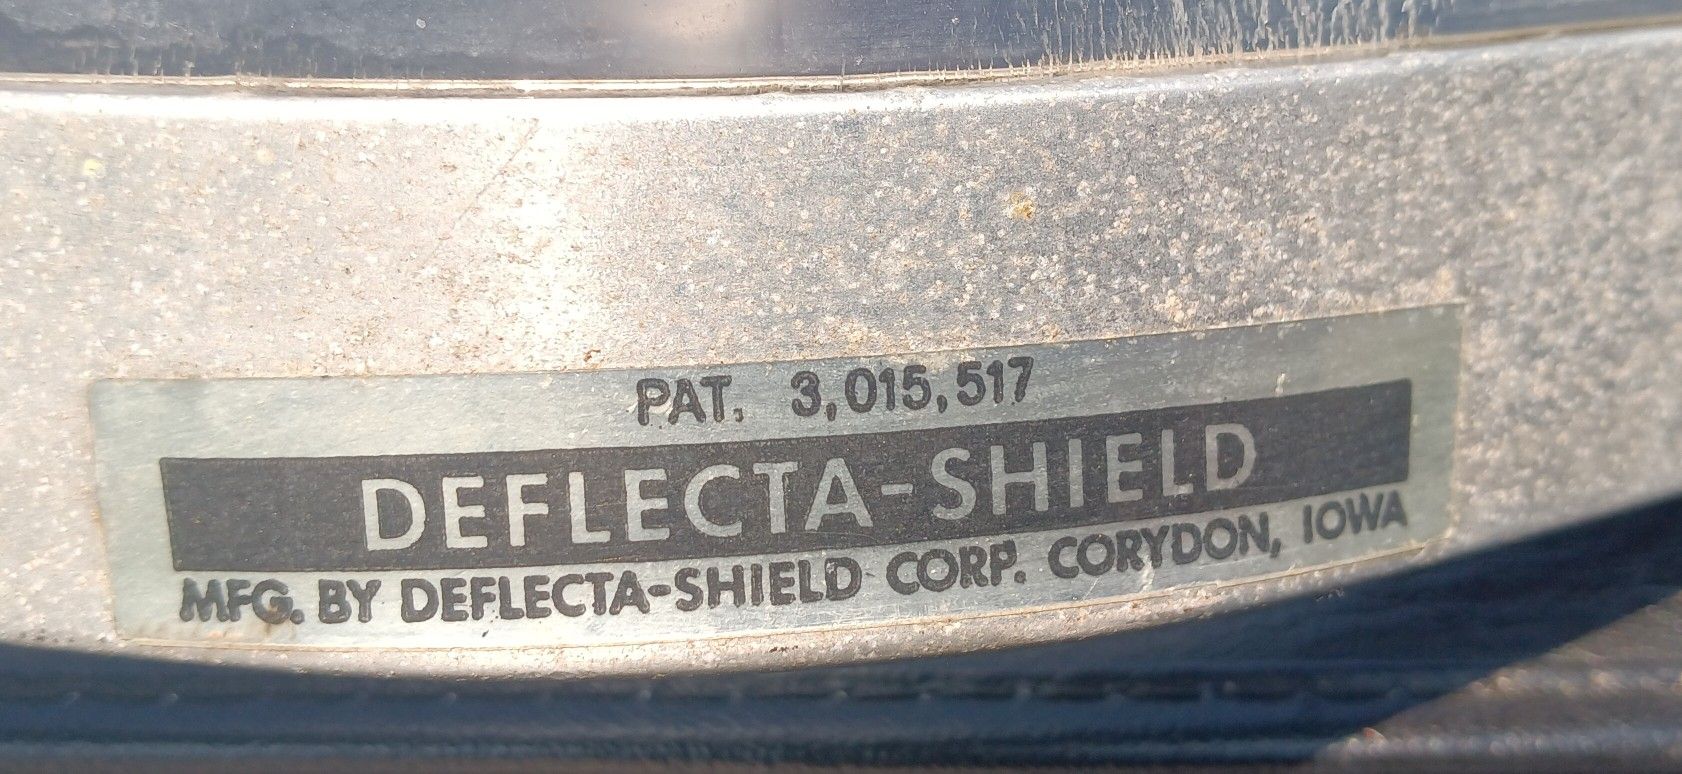 PAT. 3,015,517
DEFLECTA-SHIELD
MFG. BY DEFLECTA-SHIELD CORP. CORYDON, IOWA